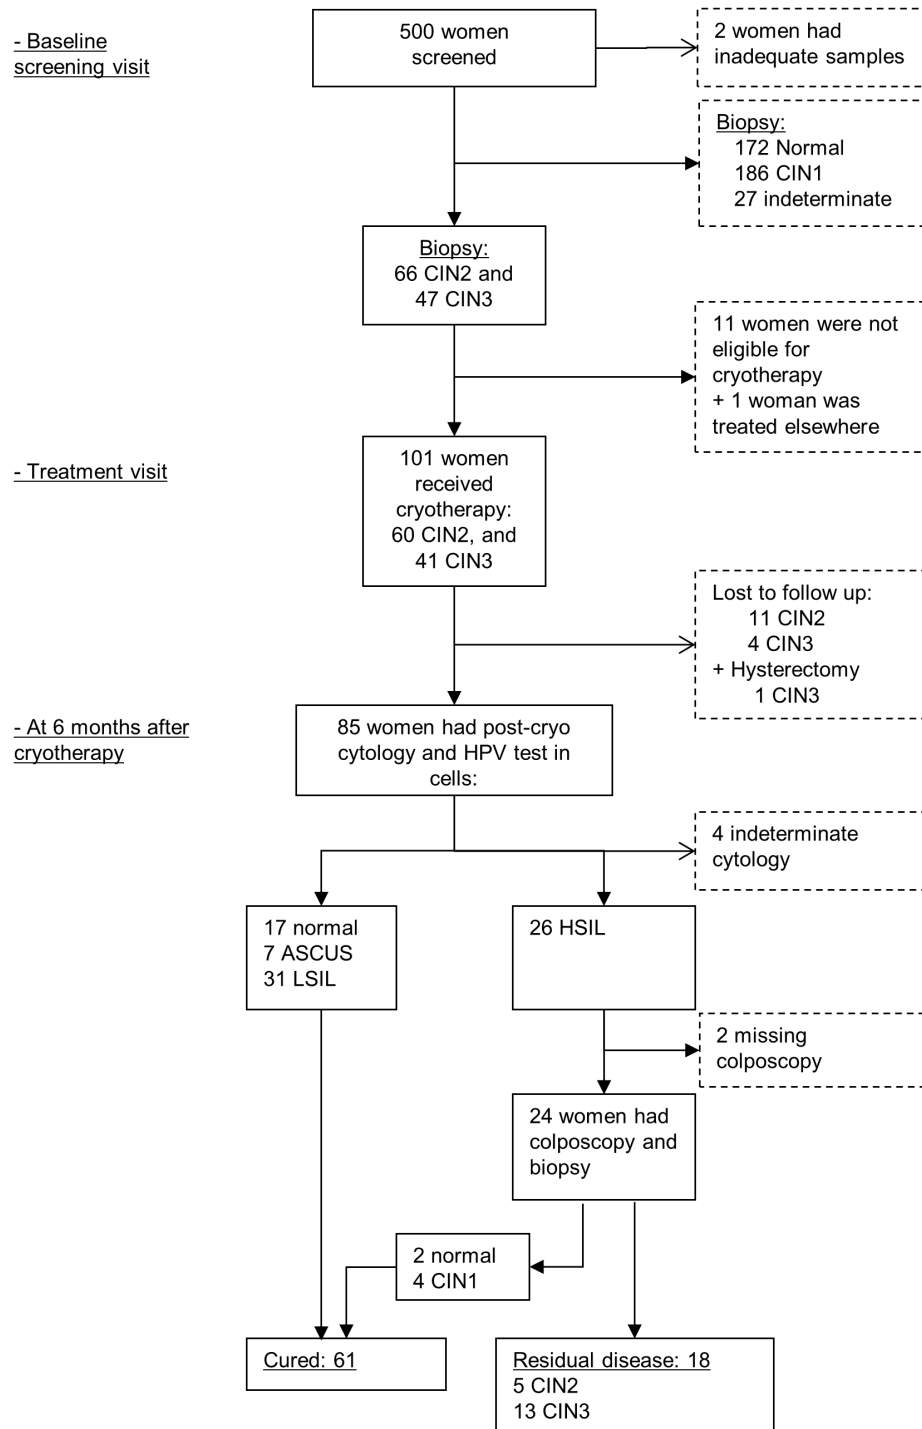 - Baseline
screening visit
500 women
screened
2 women had
inadequate samples
Biopsy:
172 Normal
186 CIN1
27 indeterminate
Biopsy:
66 CIN2 and
47 CIN3
11 women were not
eligible for
cryotherapy
+ 1 woman was
treated elsewhere
- Treatment visit
101 women
received
cryotherapy:
60 CIN2, and
41 CIN3
Lost to follow up:
11 CIN2
4 CIN3
+ Hysterectomy
1 CIN3
- At 6 months after
cryotherapy
85 women had post-cryo
cytology and HPV test in
cells:
4 indeterminate
cytology
17 normal
7 ASCUS
31 LSIL
26 HSIL
2 missing
colposcopy
24 women had
colposcopy and
biopsy
2 normal
4 CIN1
Cured: 61
Residual disease: 18
5 CIN2
13 CIN3